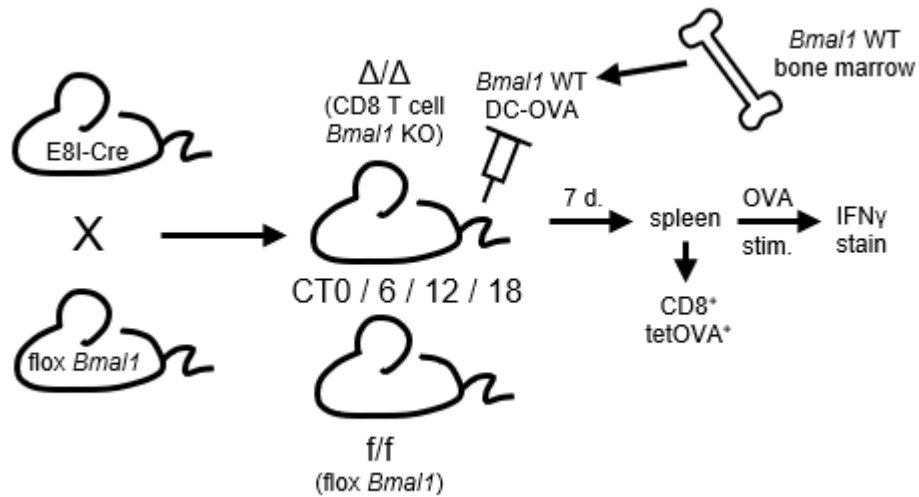 E8I-Cre
X
flox Bmal1
Δ/Δ
(CD8 T cell
Bmal1 KO)
CT0 / 6 / 12 / 18
f/f
(flox Bmal1)
Bmal1 WT
DC-OVA
Bmal1 WT
bone marrow
7 d.
spleen
OVA
stim.
IFNγ
stain
CD8⁺
tetOVA⁺